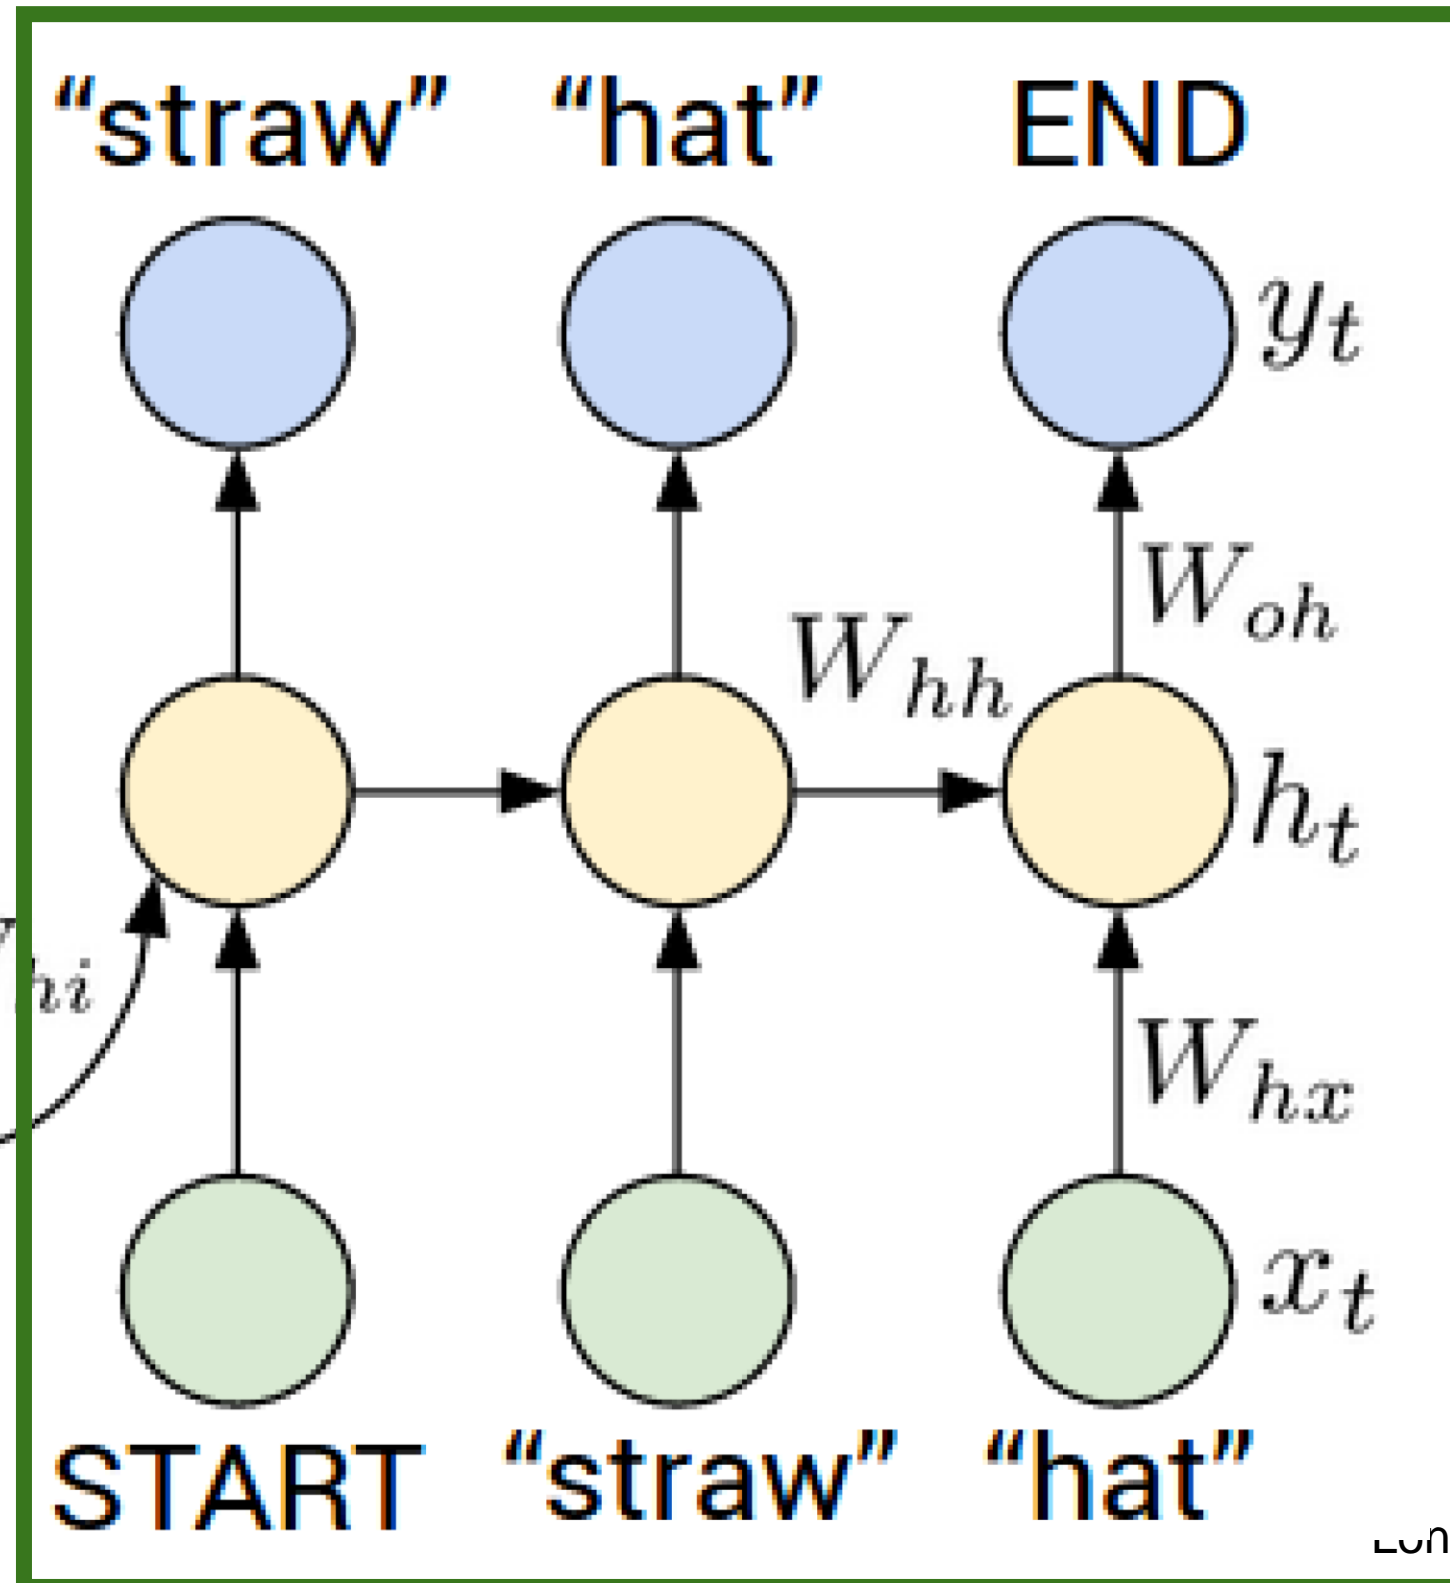 “straw” “hat” END
y_t
W_oh
W_hh
h_t
hi
W_hx
x_t
START “straw” “hat”